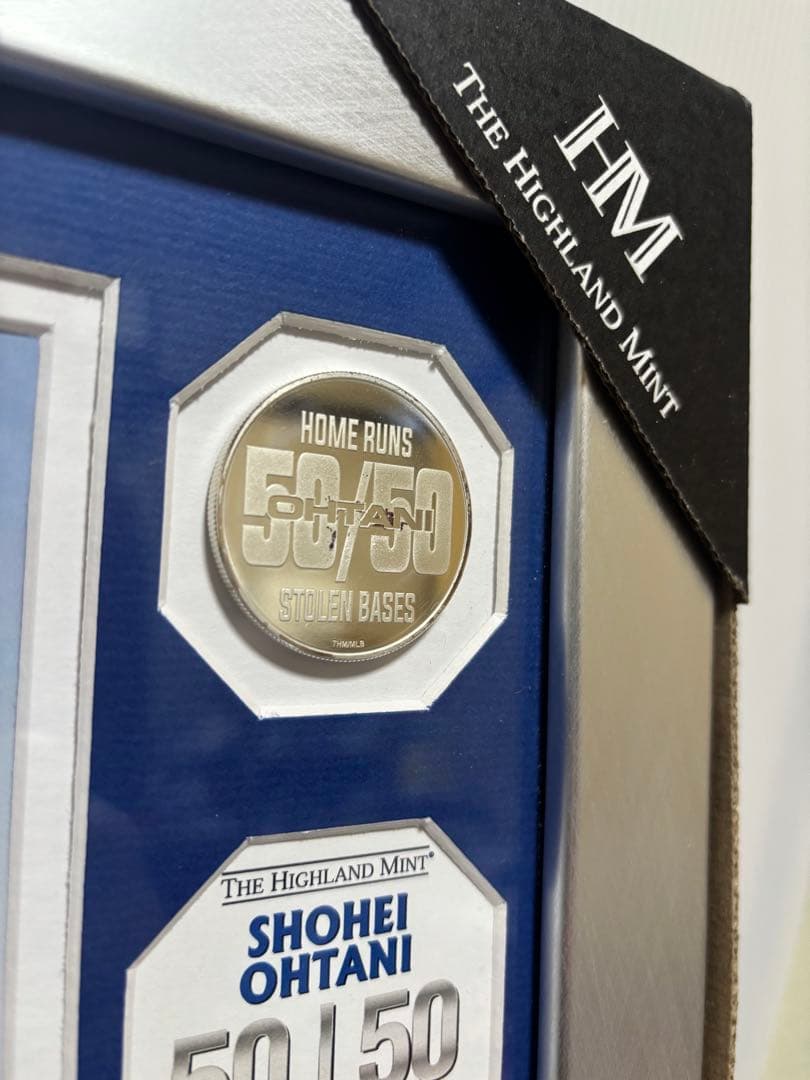 HM
THE HIGHLAND MINT
HOME RUNS
50/50
OHTANI
STOLEN BASES
THM/MLB
THE HIGHLAND MINT®
SHOHEI
OHTANI
50 | 50